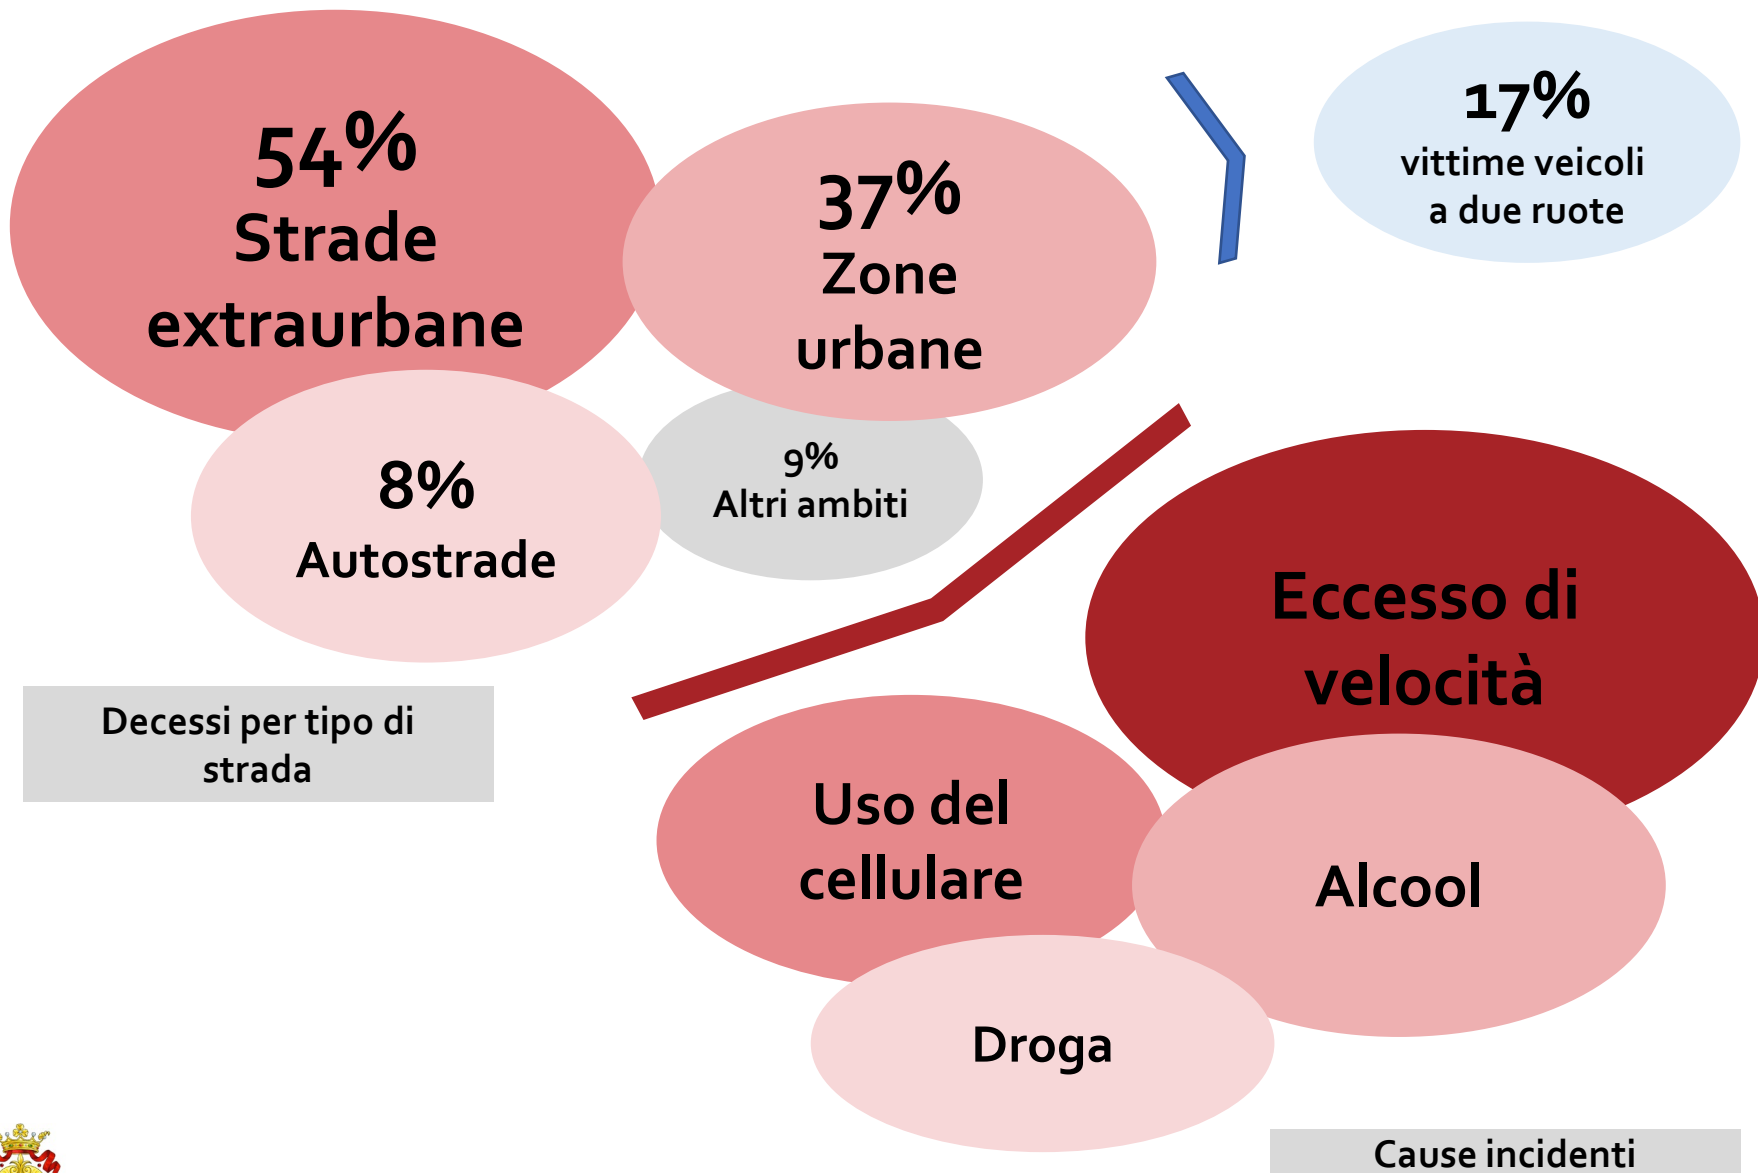 54%
Strade
extraurbane
37%
Zone
urbane
17%
vittime veicoli
a due ruote
8%
Autostrade
9%
Altri ambiti
Decessi per tipo di
strada
Eccesso di
velocità
Uso del
cellulare
Alcool
Droga
Cause incidenti